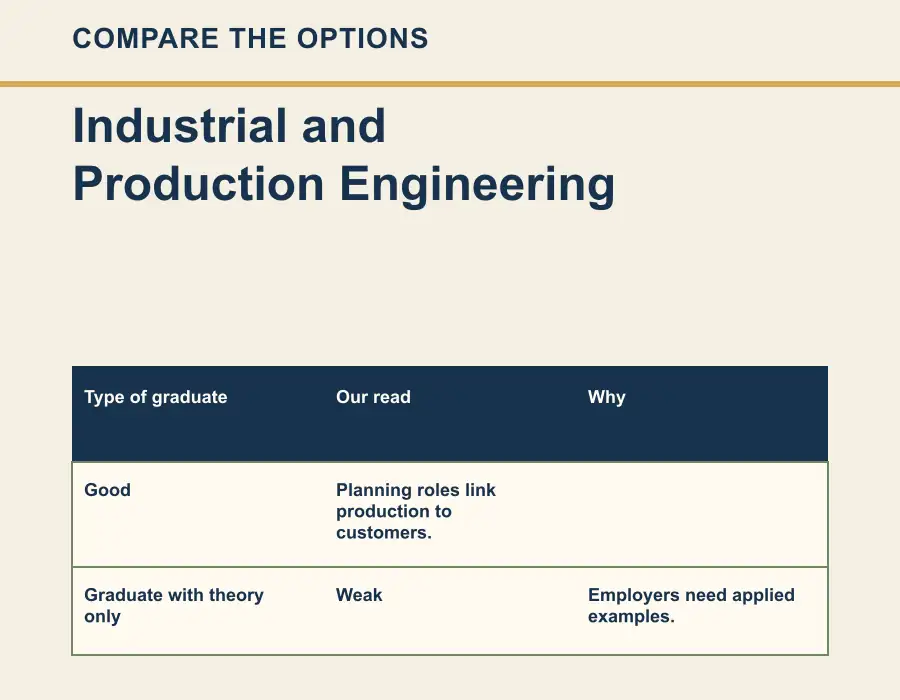 COMPARE THE OPTIONS
Industrial and
Production Engineering
Type of graduate
Our read
Why
Good
Planning roles link
production to
customers.
Graduate with theory
only
Weak
Employers need applied
examples.